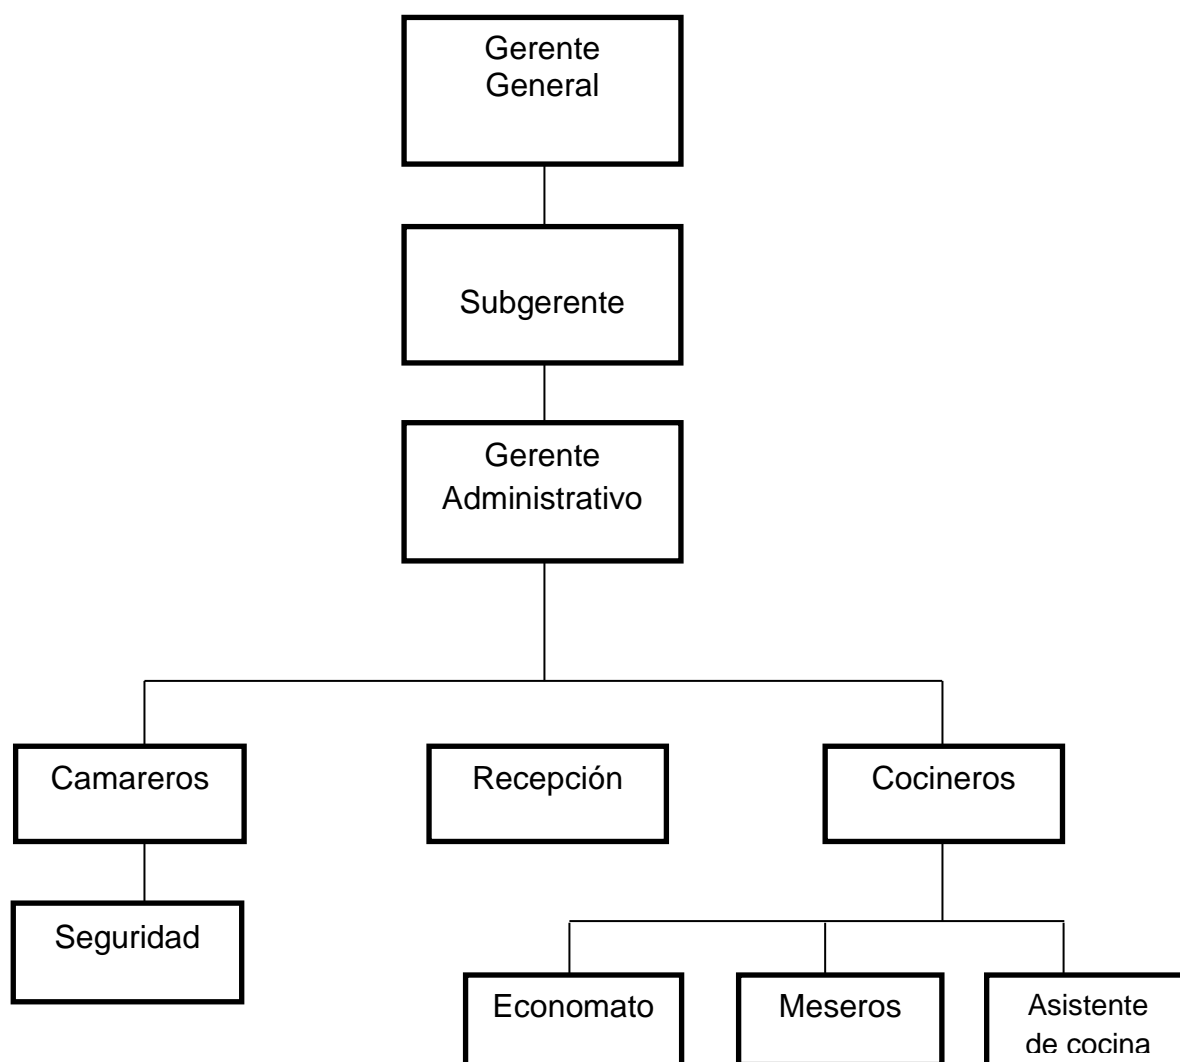 Gerente
General
Subgerente
Gerente
Administrativo
Camareros
Recepción
Cocineros
Seguridad
Economato
Meseros
Asistente
de cocina